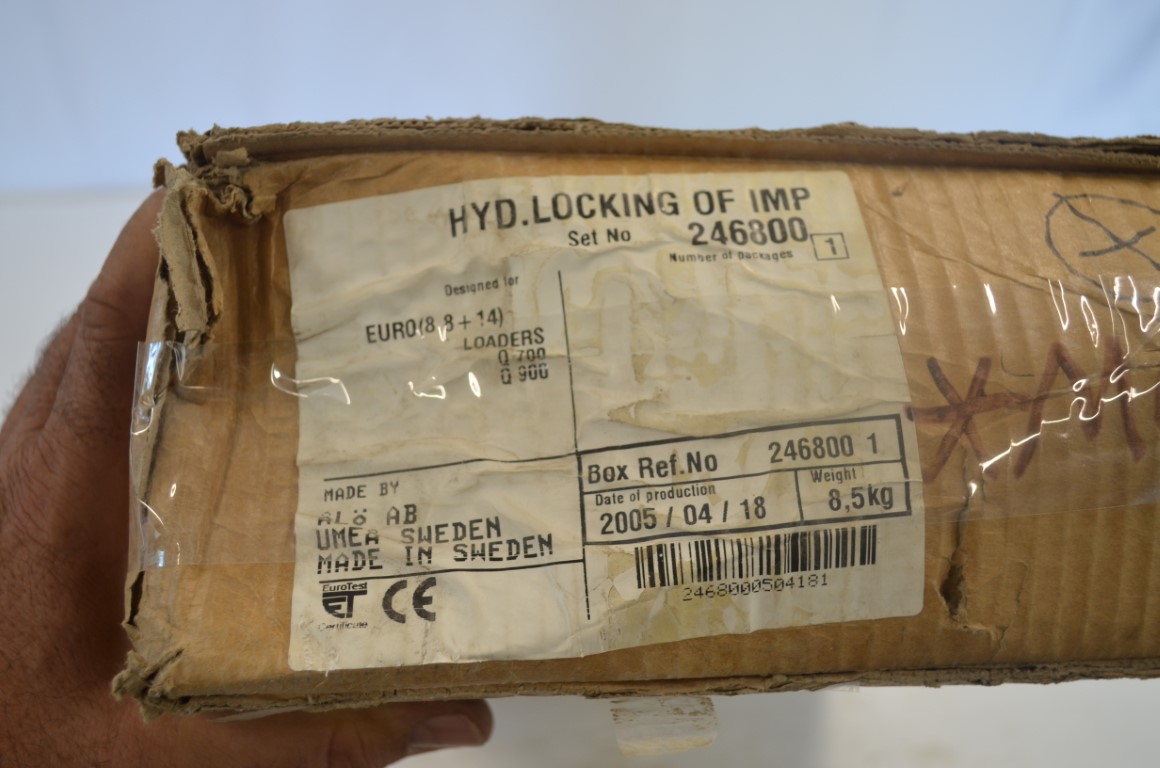 HYD.LOCKING OF IMP
Set No 246800
Number of packages 1
Designed for
EURO(8,8+14)
LOADERS
Q 700
Q 900
Box Ref.No 246800 1
Date of production
2005 / 04 / 18
Weight
8,5kg
MADE BY
ALö AB
UMEA SWEDEN
MADE IN SWEDEN
EuroTest
ET
Certificate
CE
2468000504181